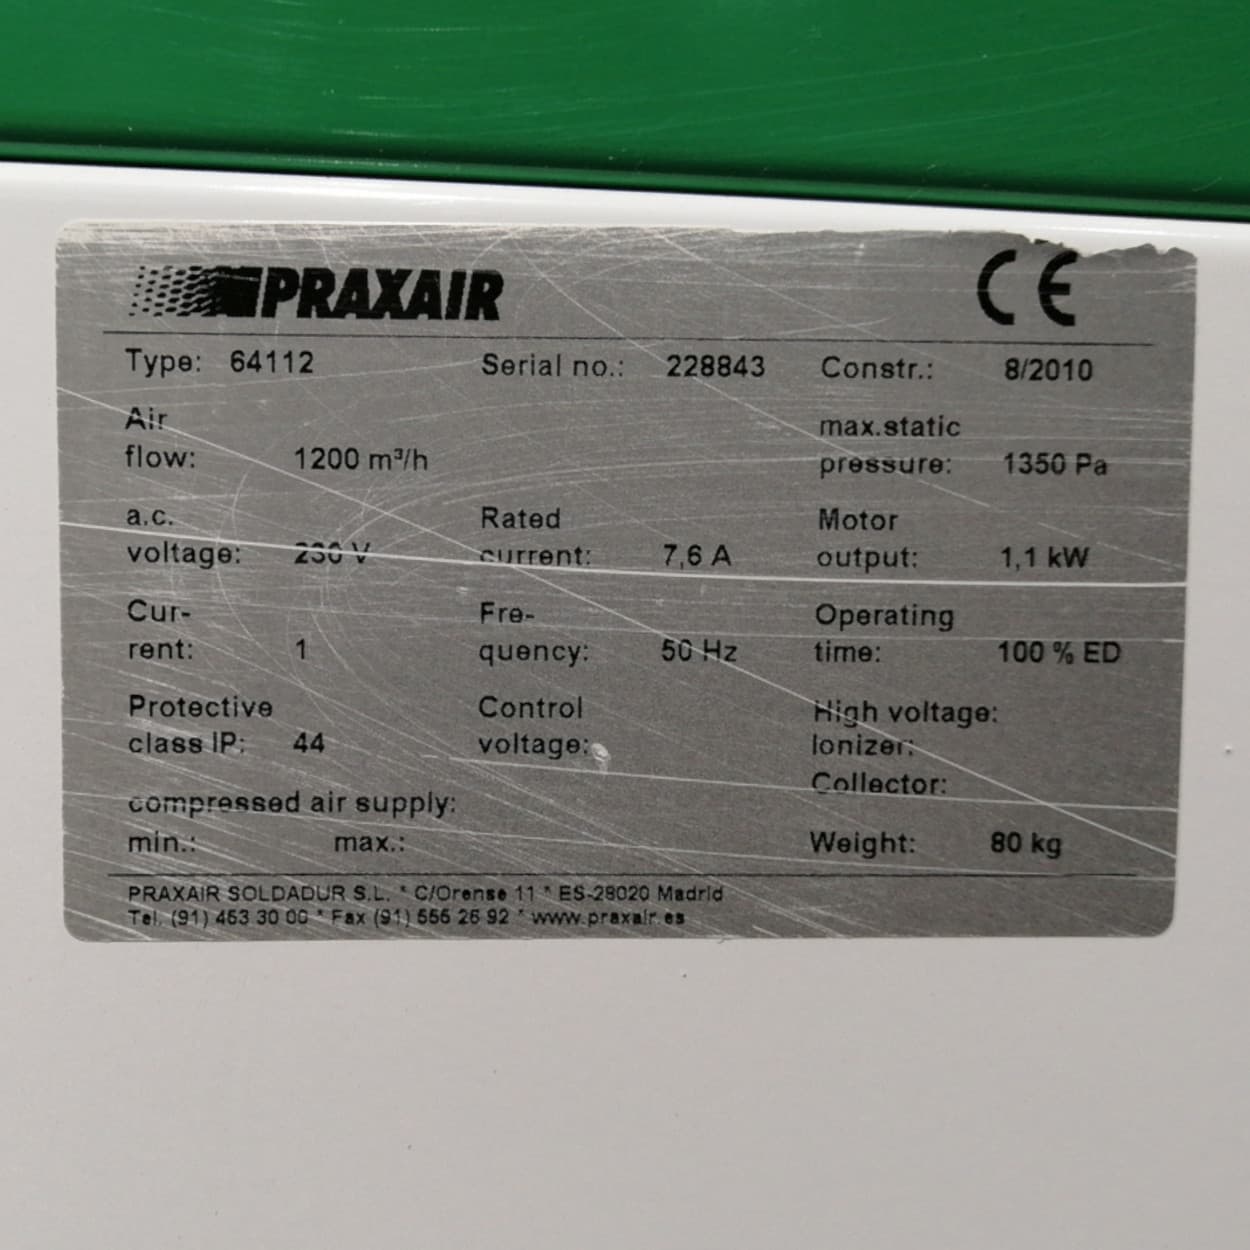 PRAXAIR CE
Type: 64112 Serial no.: 228843 Constr.: 8/2010
Air flow: 1200 m³/h max.static pressure: 1350 Pa
a.c. voltage: 230 V Rated current: 7,6 A Motor output: 1,1 kW
Cur-
rent: 1 Fre-
quency: 50 Hz Operating time: 100 % ED
Protective class IP: 44 Control voltage: High voltage:
Ionizer:
Collector:
compressed air supply:
min.: max.: Weight: 80 kg
PRAXAIR SOLDADUR S.L. * C/Orense 11 * ES-28020 Madrid
Tel. (91) 453 30 00 * Fax (91) 555 26 92 * www.praxair.es